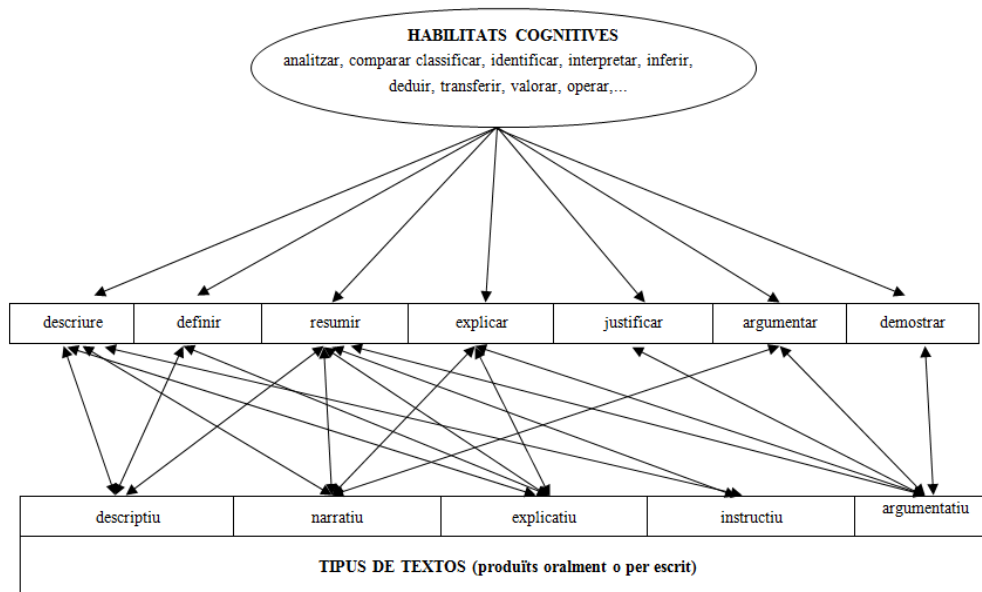 HABILITATS COGNITIVES
analitzar, comparar classificar, identificar, interpretar, inferir,
deduir, transferir, valorar, operar,...
descriure definir resumir explicar justificar argumentar demostrar
descriptiu narratiu explicatiu instructiu argumentatiu
TIPUS DE TEXTOS (produïts oralment o per escrit)